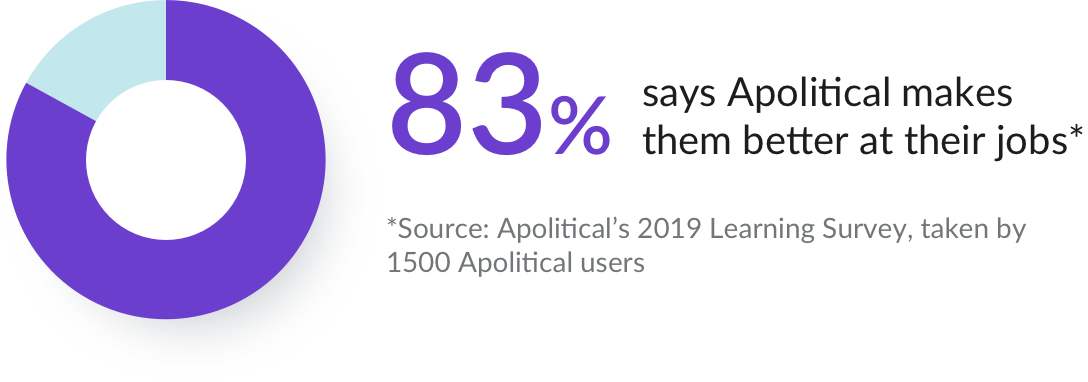 83% says Apolitical makes
them better at their jobs*
*Source: Apolitical’s 2019 Learning Survey, taken by
1500 Apolitical users